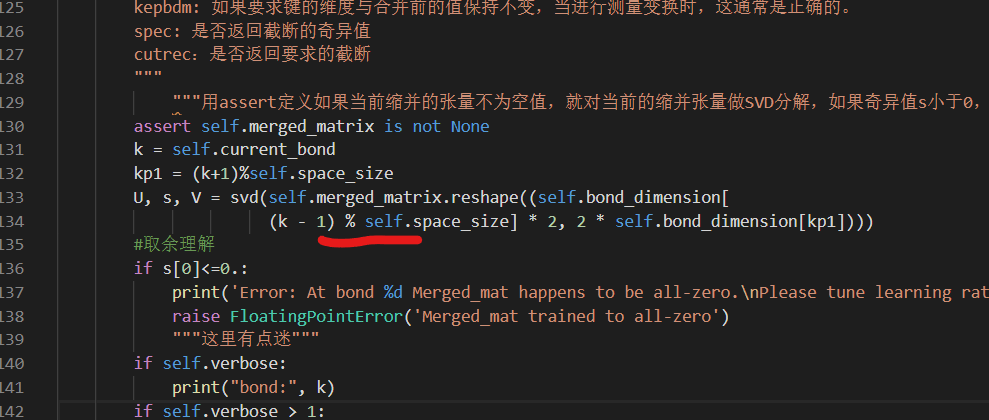 125 kepbdm: 如果要求键的维度与合并前的值保持不变，当进行测量变换时，这通常是正确的。
126 spec: 是否返回截断的奇异值
127 cutrec：是否返回要求的截断
128 """
129 """用assert定义如果当前缩并的张量不为空值，就对当前的缩并张量做SVD分解，如果奇异值s小于0，
130 assert self.merged_matrix is not None
131 k = self.current_bond
132 kp1 = (k+1)%self.space_size
133 U, s, V = svd(self.merged_matrix.reshape((self.bond_dimension[
134 (k - 1) % self.space_size] * 2, 2 * self.bond_dimension[kp1])))
135 #取余理解
136 if s[0]<=0.:
137 print('Error: At bond %d Merged_mat happens to be all-zero.\nPlease tune learning rat
138 raise FloatingPointError('Merged_mat trained to all-zero')
139 """这里有点迷"""
140 if self.verbose:
141 print("bond:", k)
142 if self.verbose > 1: